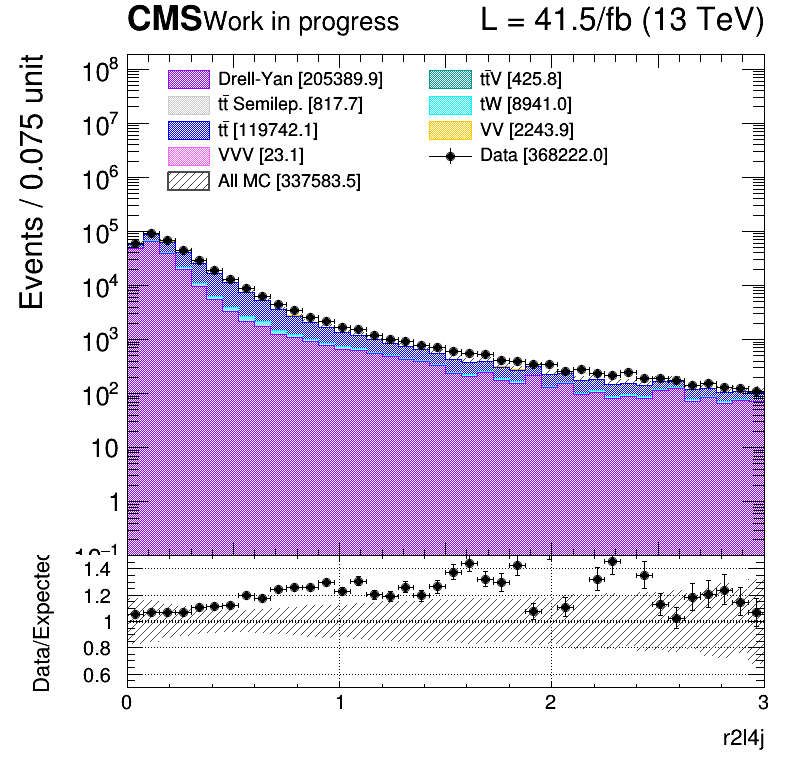 CMS Work in progress L = 41.5/fb (13 TeV)
Events / 0.075 unit
10⁸
10⁷
10⁶
10⁵
10⁴
10³
10²
10
1
10⁻¹
Drell-Yan [205389.9]
tt̄ Semilep. [817.7]
tt̄ [119742.1]
VVV [23.1]
All MC [337583.5]
tt̄V [425.8]
tW [8941.0]
VV [2243.9]
Data [368222.0]
Data/Expected
1.4
1.2
1
0.8
0.6
0 1 2 3
r2l4j